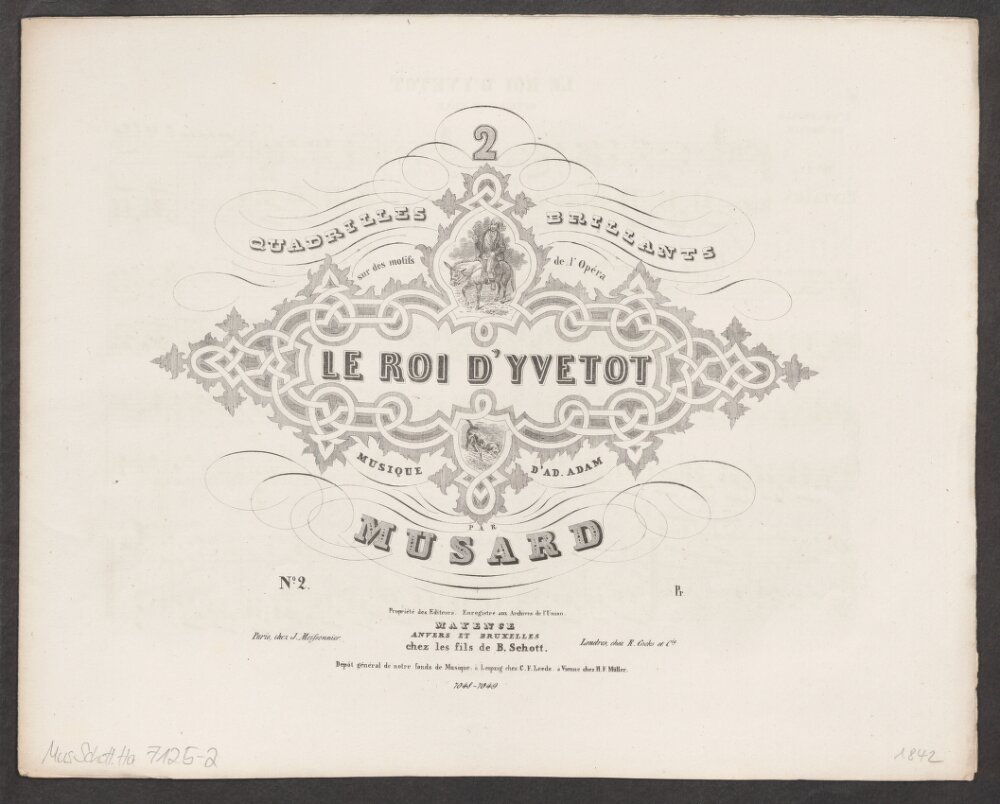 2
QUADRILLES BRILLANTS
sur des motifs de l'Opéra
LE ROI D'YVETOT
MUSIQUE D'AD. ADAM
PAR
MUSARD
No. 2.
Pr.
Propriété des Editeurs. Enregistré aux Archives de l'Union.
MAYENCE
ANVERS ET BRUXELLES
Paris, chez J. Meissonnier.
chez les fils de B. Schott.
Londres, chez R. Cocks et Cie
Dépôt général de notre fonds de Musique. à Leipzig chez C. F. Leede. à Vienne chez H. F. Müller.
7048-7049
Mus.Schott.Ha 7125-2
1842